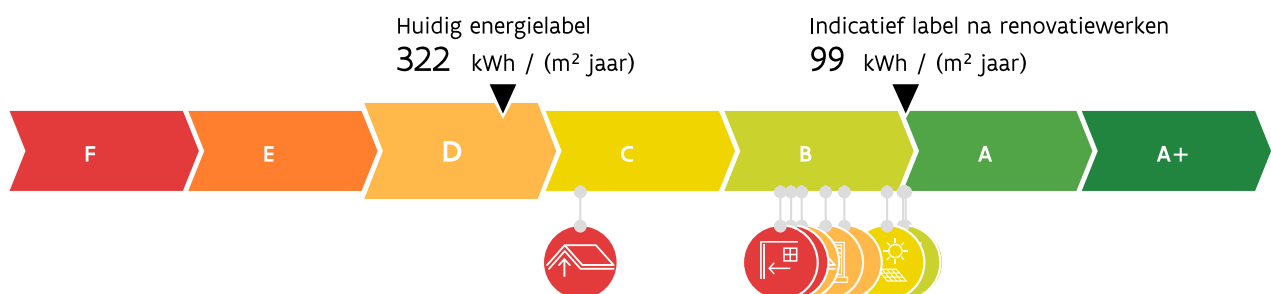 Huidig energielabel
322 kWh / (m² jaar)
Indicatief label na renovatiewerken
99 kWh / (m² jaar)
F E D C B A A+